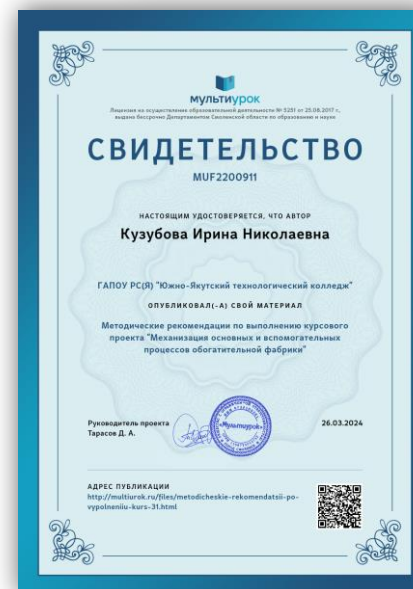 мультиурок
Лицензия на осуществление образовательной деятельности № 5251 от 25.08.2017 г.,
выдана бессрочно Департаментом Смоленской области по образованию и науке
СВИДЕТЕЛЬСТВО
MUF2200911
НАСТОЯЩИМ УДОСТОВЕРЯЕТСЯ, ЧТО АВТОР
Кузубова Ирина Николаевна
ГАПОУ РС(Я) "Южно-Якутский технологический колледж"
ОПУБЛИКОВАЛ(-А) СВОЙ МАТЕРИАЛ
Методические рекомендации по выполнению курсового
проекта "Механизация основных и вспомогательных
процессов обогатительной фабрики"
Руководитель проекта
Тарасов Д. А.
«Мультиурок»
26.03.2024
АДРЕС ПУБЛИКАЦИИ
http://multiurok.ru/files/metodicheskie-rekomendatsii-po-
vypolneniiu-kurs-31.html